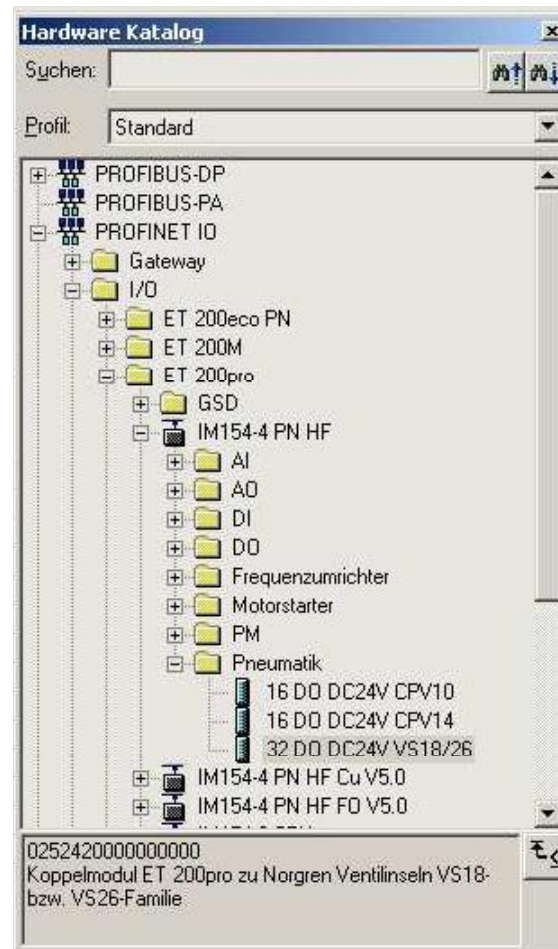 Hardware Katalog
Suchen:
Profil: Standard
PROFIBUS-DP
PROFIBUS-PA
PROFINET IO
Gateway
I/O
ET 200eco PN
ET 200M
ET 200pro
GSD
IM154-4 PN HF
AI
AO
DI
DO
Frequenzumrichter
Motorstarter
PM
Pneumatik
16 DO DC24V CPV10
16 DO DC24V CPV14
32 DO DC24V VS18/26
IM154-4 PN HF Cu V5.0
IM154-4 PN HF FO V5.0
0252420000000000
Koppelmodul ET 200pro zu Norgren Ventilinseln VS18-
bzw. VS26-Familie